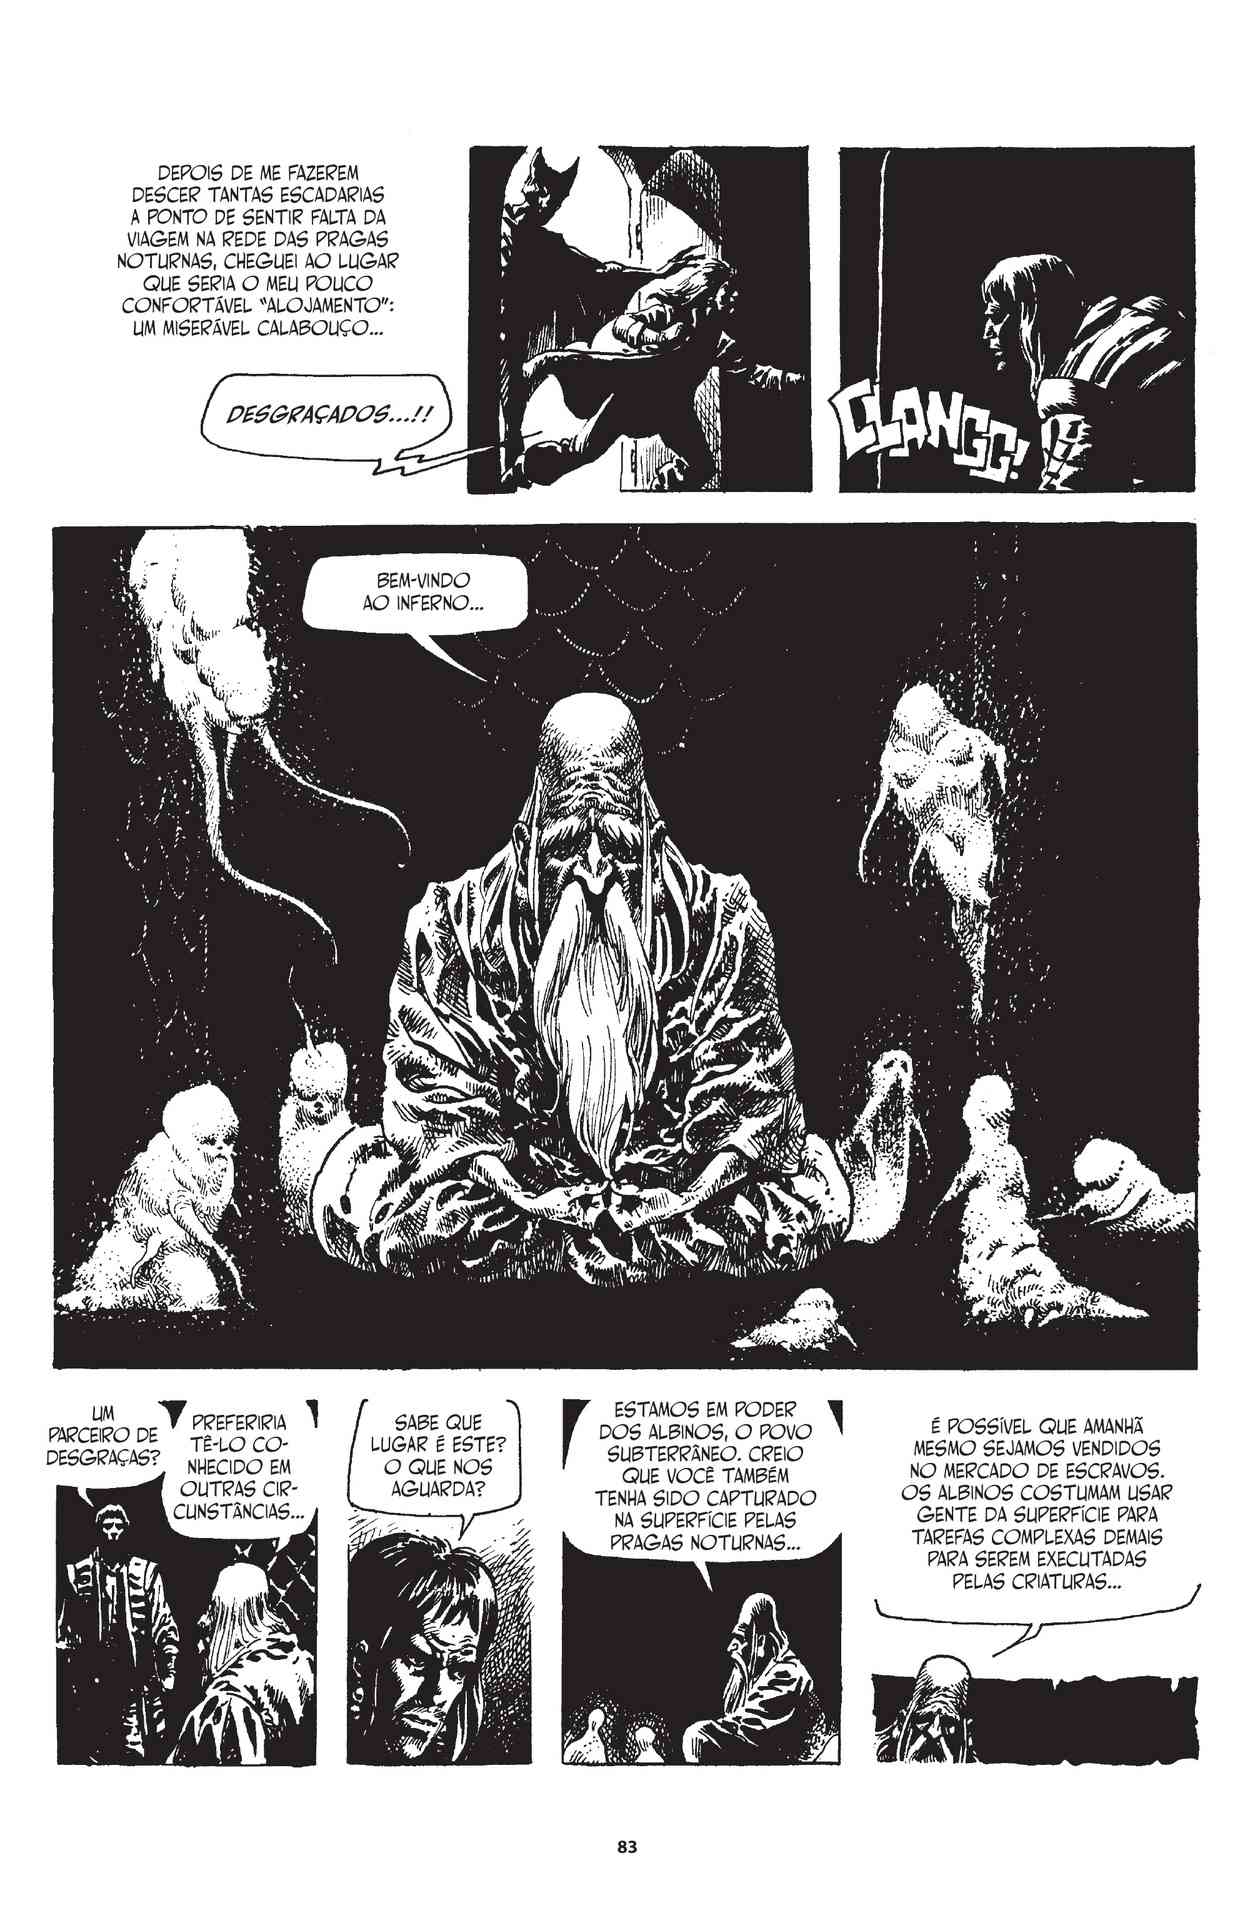 DEPOIS DE ME FAZEREM
DESCER TANTAS ESCADARIAS
A PONTO DE SENTIR FALTA DA
VIAGEM NA REDE DAS PRAGAS
NOTURNAS, CHEGUEI AO LUGAR
QUE SERIA O MEU POUCO
CONFORTÁVEL “ALOJAMENTO”:
UM MISERÁVEL CALABOUÇO...
DESGRAÇADOS...!!
CLANGG!
BEM-VINDO
AO INFERNO...
UM
PARCEIRO DE
DESGRAÇAS?
PREFERIRIA
TÊ-LO CO-
NHECIDO EM
OUTRAS CIR-
CUNSTÂNCIAS...
SABE QUE
LUGAR É ESTE?
O QUE NOS
AGUARDA?
ESTAMOS EM PODER
DOS ALBINOS, O POVO
SUBTERRÂNEO. CREIO
QUE VOCÊ TAMBÉM
TENHA SIDO CAPTURADO
NA SUPERFÍCIE PELAS
PRAGAS NOTURNAS...
É POSSÍVEL QUE AMANHÃ
MESMO SEJAMOS VENDIDOS
NO MERCADO DE ESCRAVOS.
OS ALBINOS COSTUMAM USAR
GENTE DA SUPERFÍCIE PARA
TAREFAS COMPLEXAS DEMAIS
PARA SEREM EXECUTADAS
PELAS CRIATURAS...
83